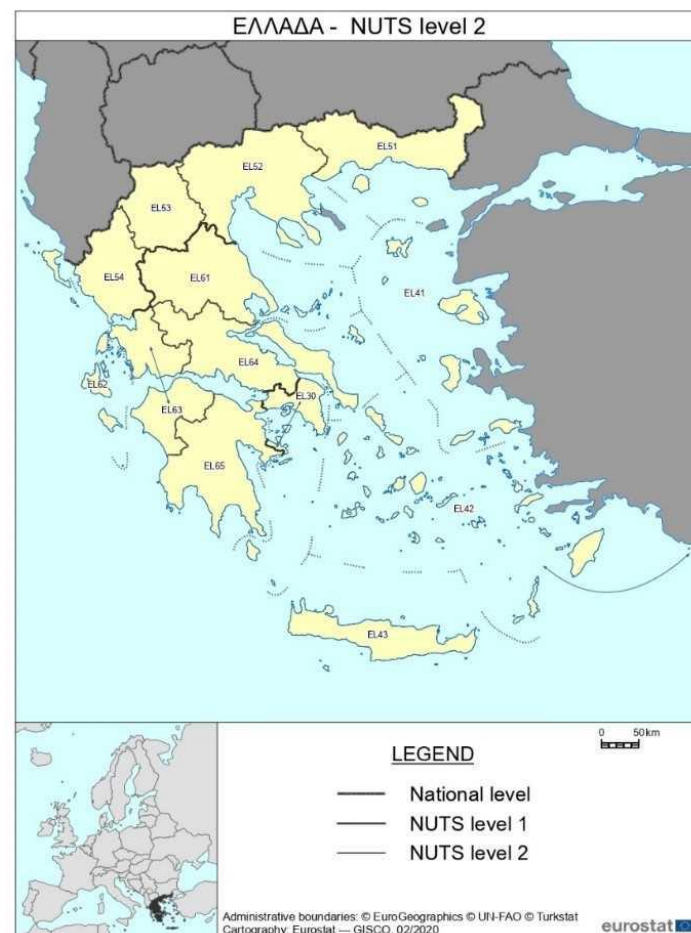 ΕΛΛΑΔΑ - NUTS level 2
EL51
EL52
EL53
EL54
EL61
EL41
EL64
EL62
EL30
EL63
EL65
EL42
EL43
0 50 km
LEGEND
National level
NUTS level 1
NUTS level 2
Administrative boundaries: © EuroGeographics © UN-FAO © Turkstat
Cartography: Eurostat — GISCO, 02/2020
eurostat